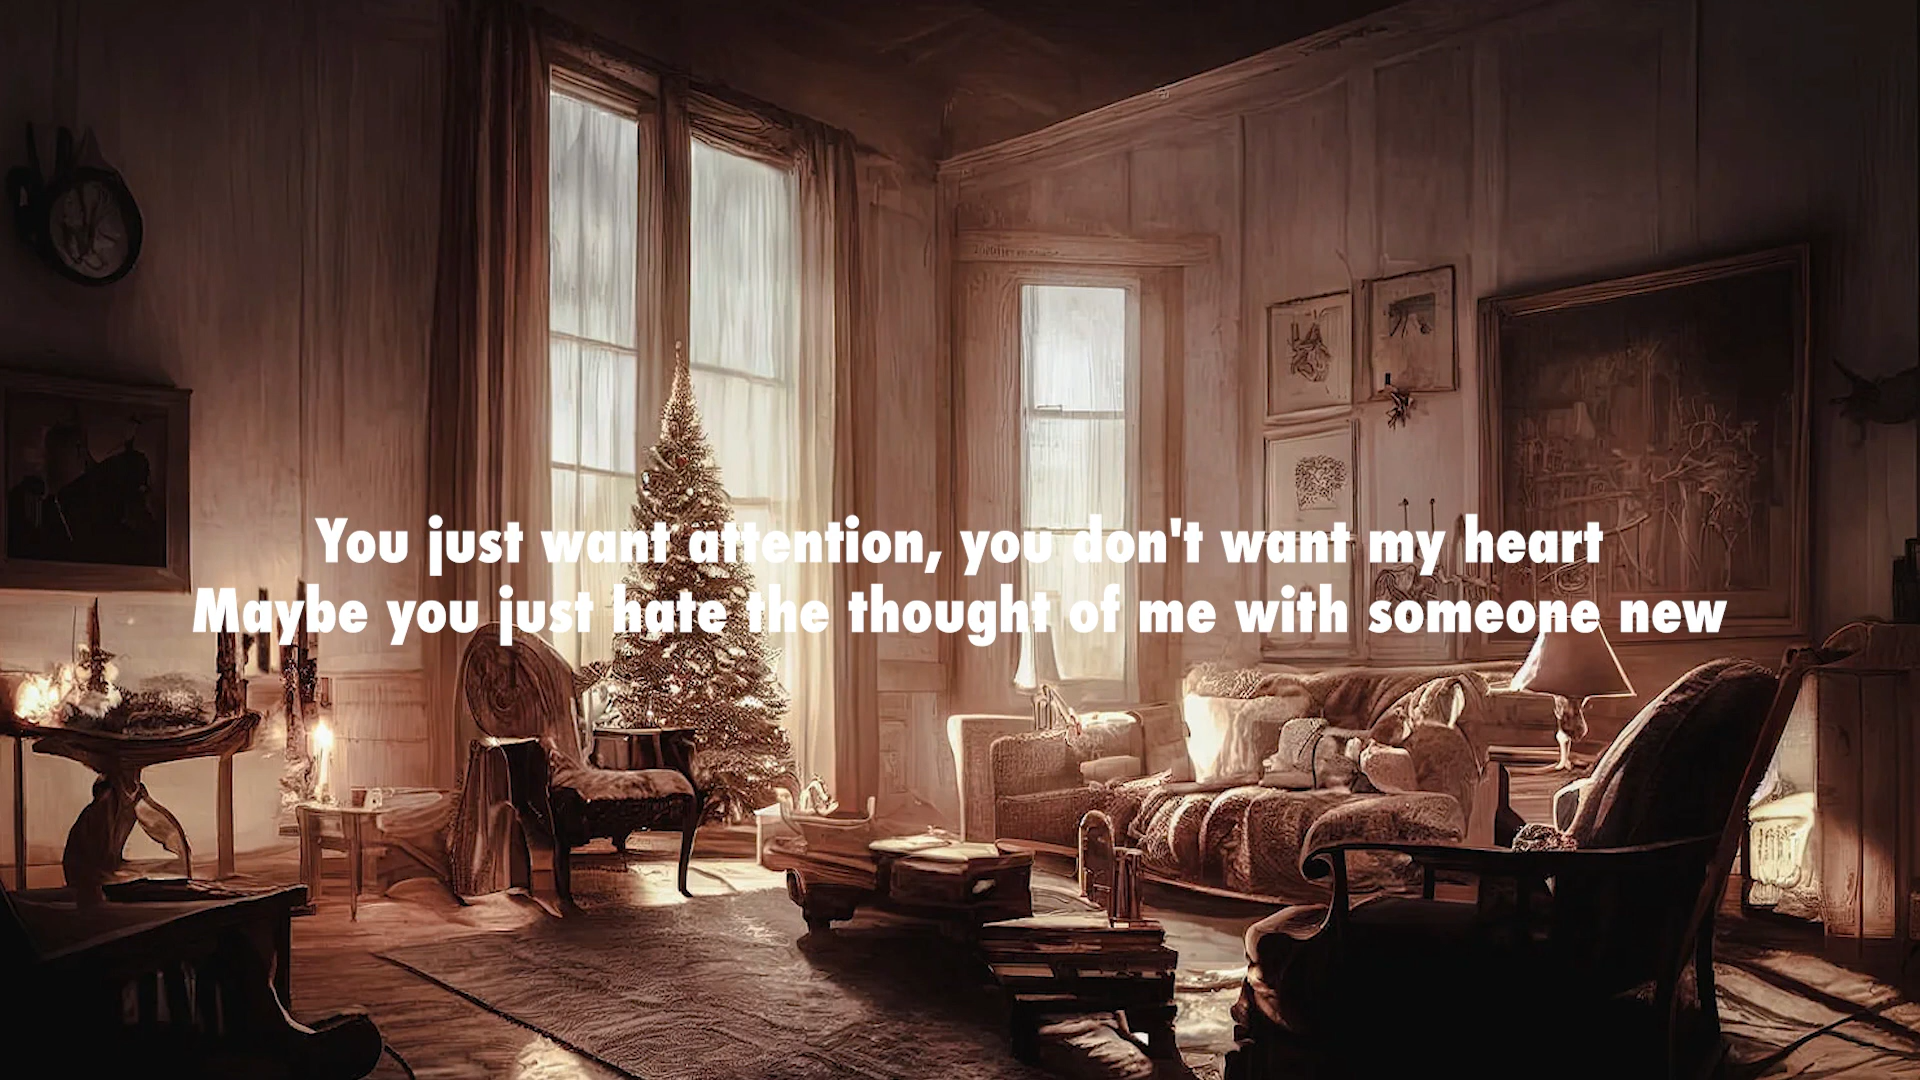 You just want attention, you don't want my heart
Maybe you just hate the thought of me with someone new